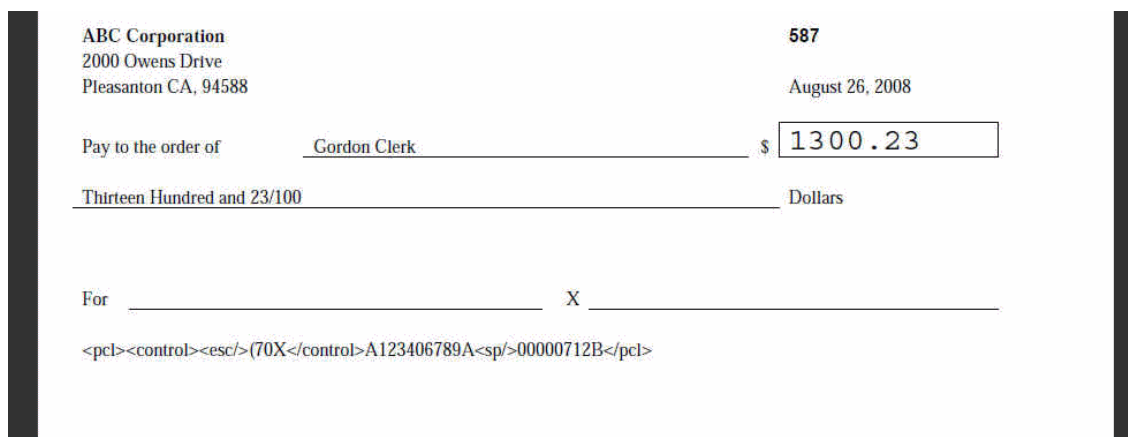 ABC Corporation 587
2000 Owens Drive
Pleasanton CA, 94588 August 26, 2008
Pay to the order of Gordon Clerk $ 1300.23
Thirteen Hundred and 23/100 Dollars
For X
<pcl><control><esc/>(70X</control>A123406789A<sp/>00000712B</pcl>